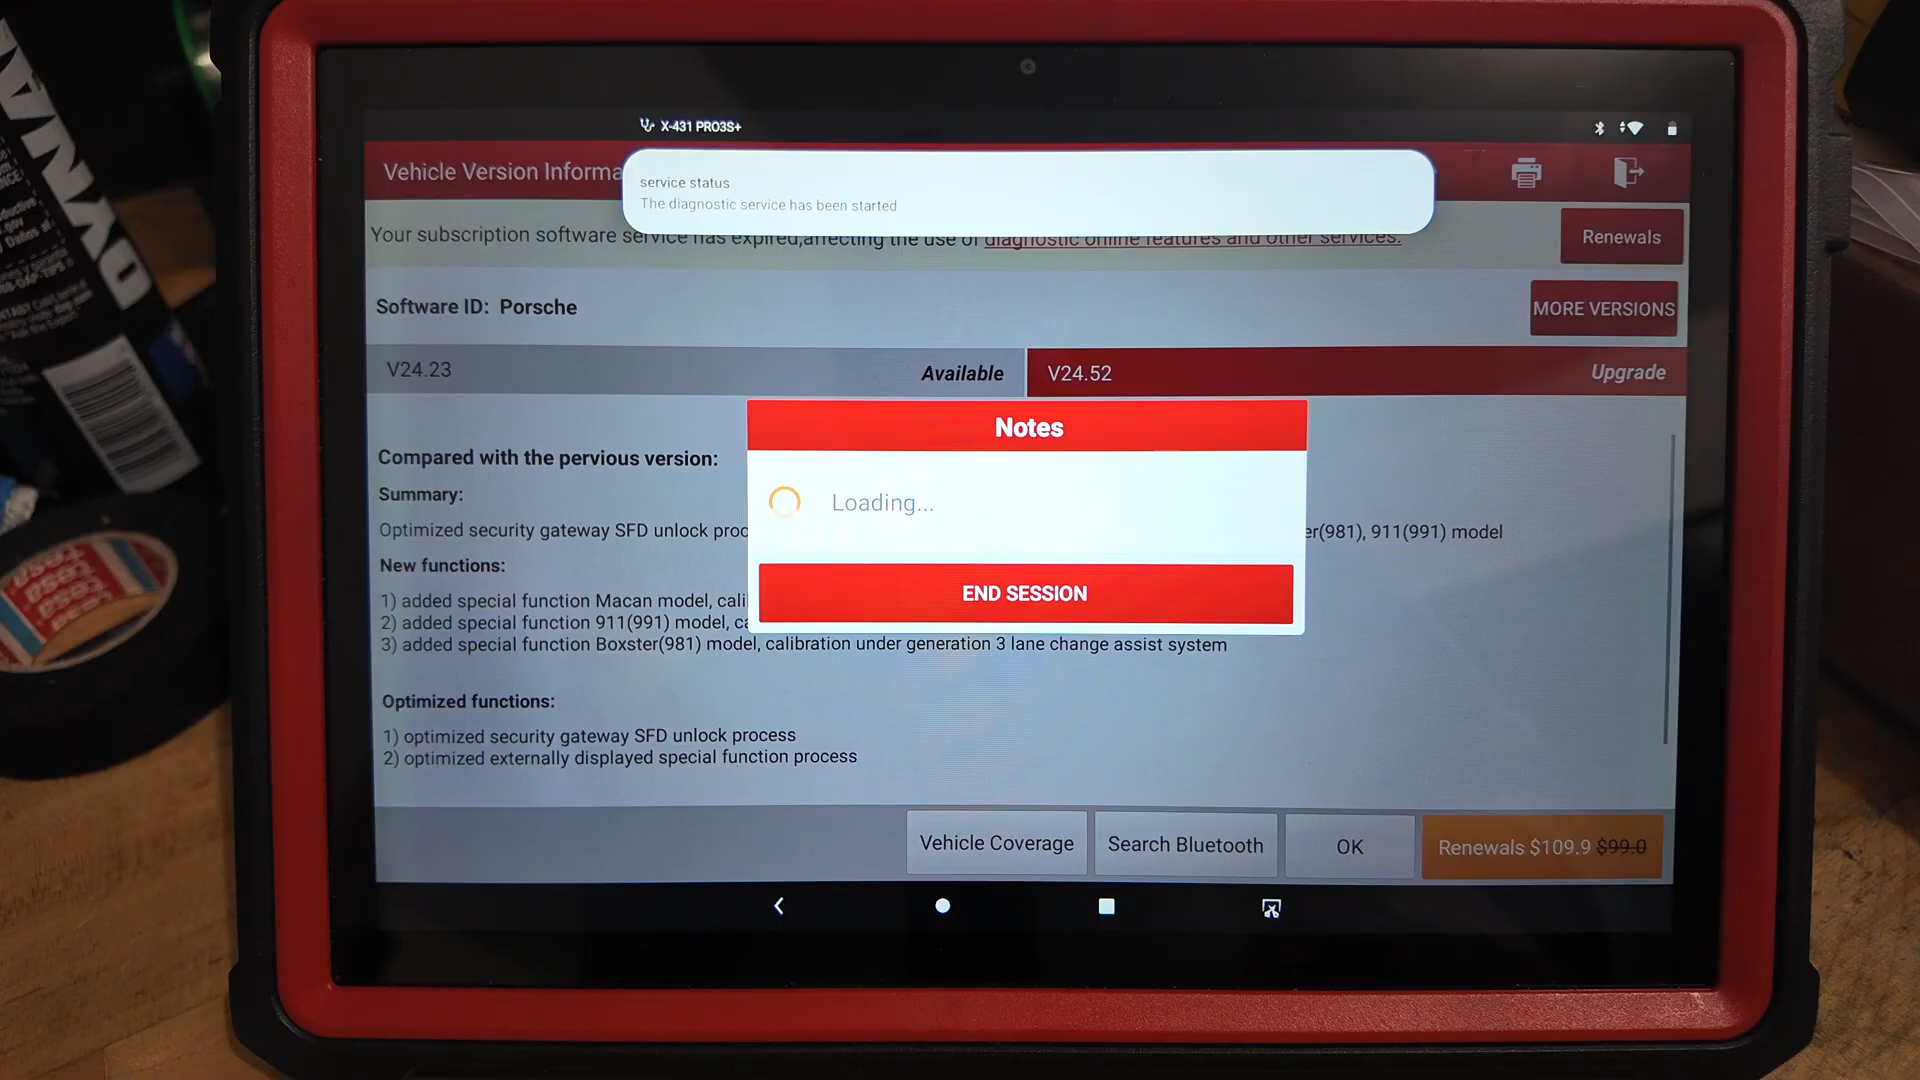 X-431 PRO3S+
Vehicle Version Informa
service status
The diagnostic service has been started
Your subscription software service has expired,affecting the use of diagnostic online features and other services.
Renewals
Software ID: Porsche
MORE VERSIONS
V24.23
Available
V24.52
Upgrade
Notes
Loading...
END SESSION
Compared with the pervious version:
Summary:
Optimized security gateway SFD unlock proc er(981), 911(991) model
New functions:
1) added special function Macan model, cali
2) added special function 911(991) model, ca
3) added special function Boxster(981) model, calibration under generation 3 lane change assist system
Optimized functions:
1) optimized security gateway SFD unlock process
2) optimized externally displayed special function process
Vehicle Coverage
Search Bluetooth
OK
Renewals $109.9 $99.0
tesa